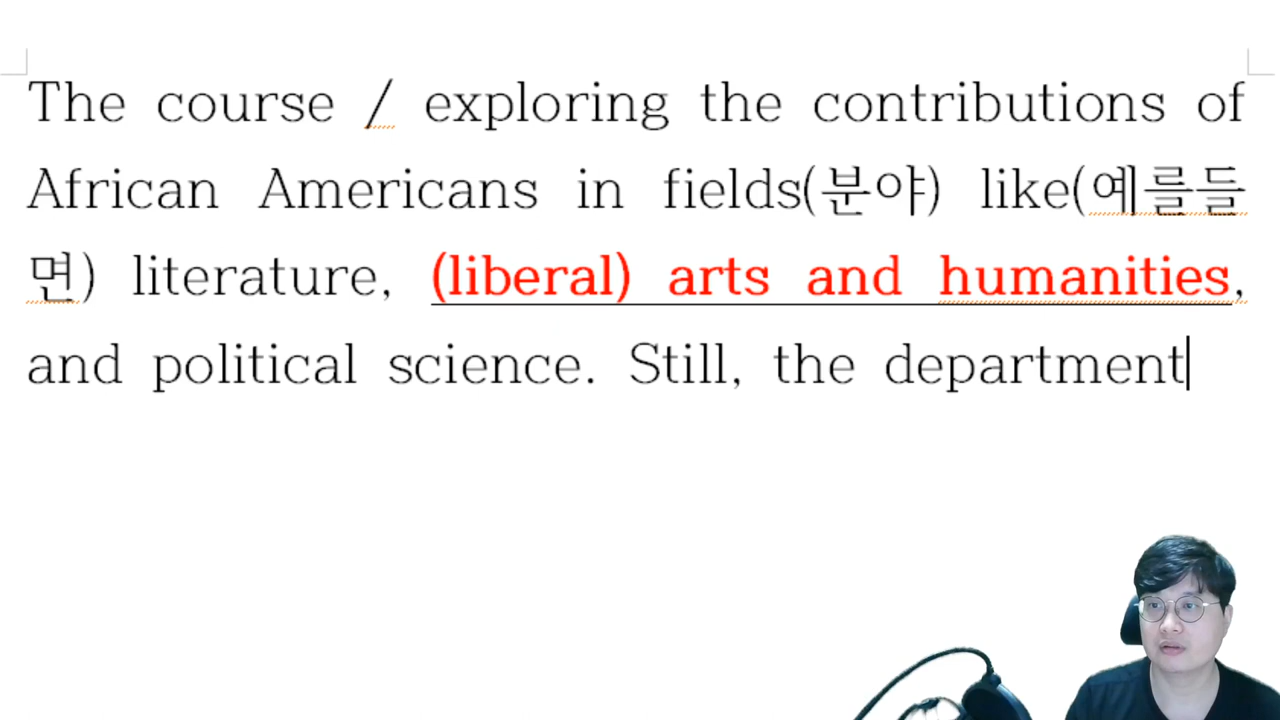 The course / exploring the contributions of
African Americans in fields(분야) like(예를들
면) literature, (liberal) arts and humanities,
and political science. Still, the department